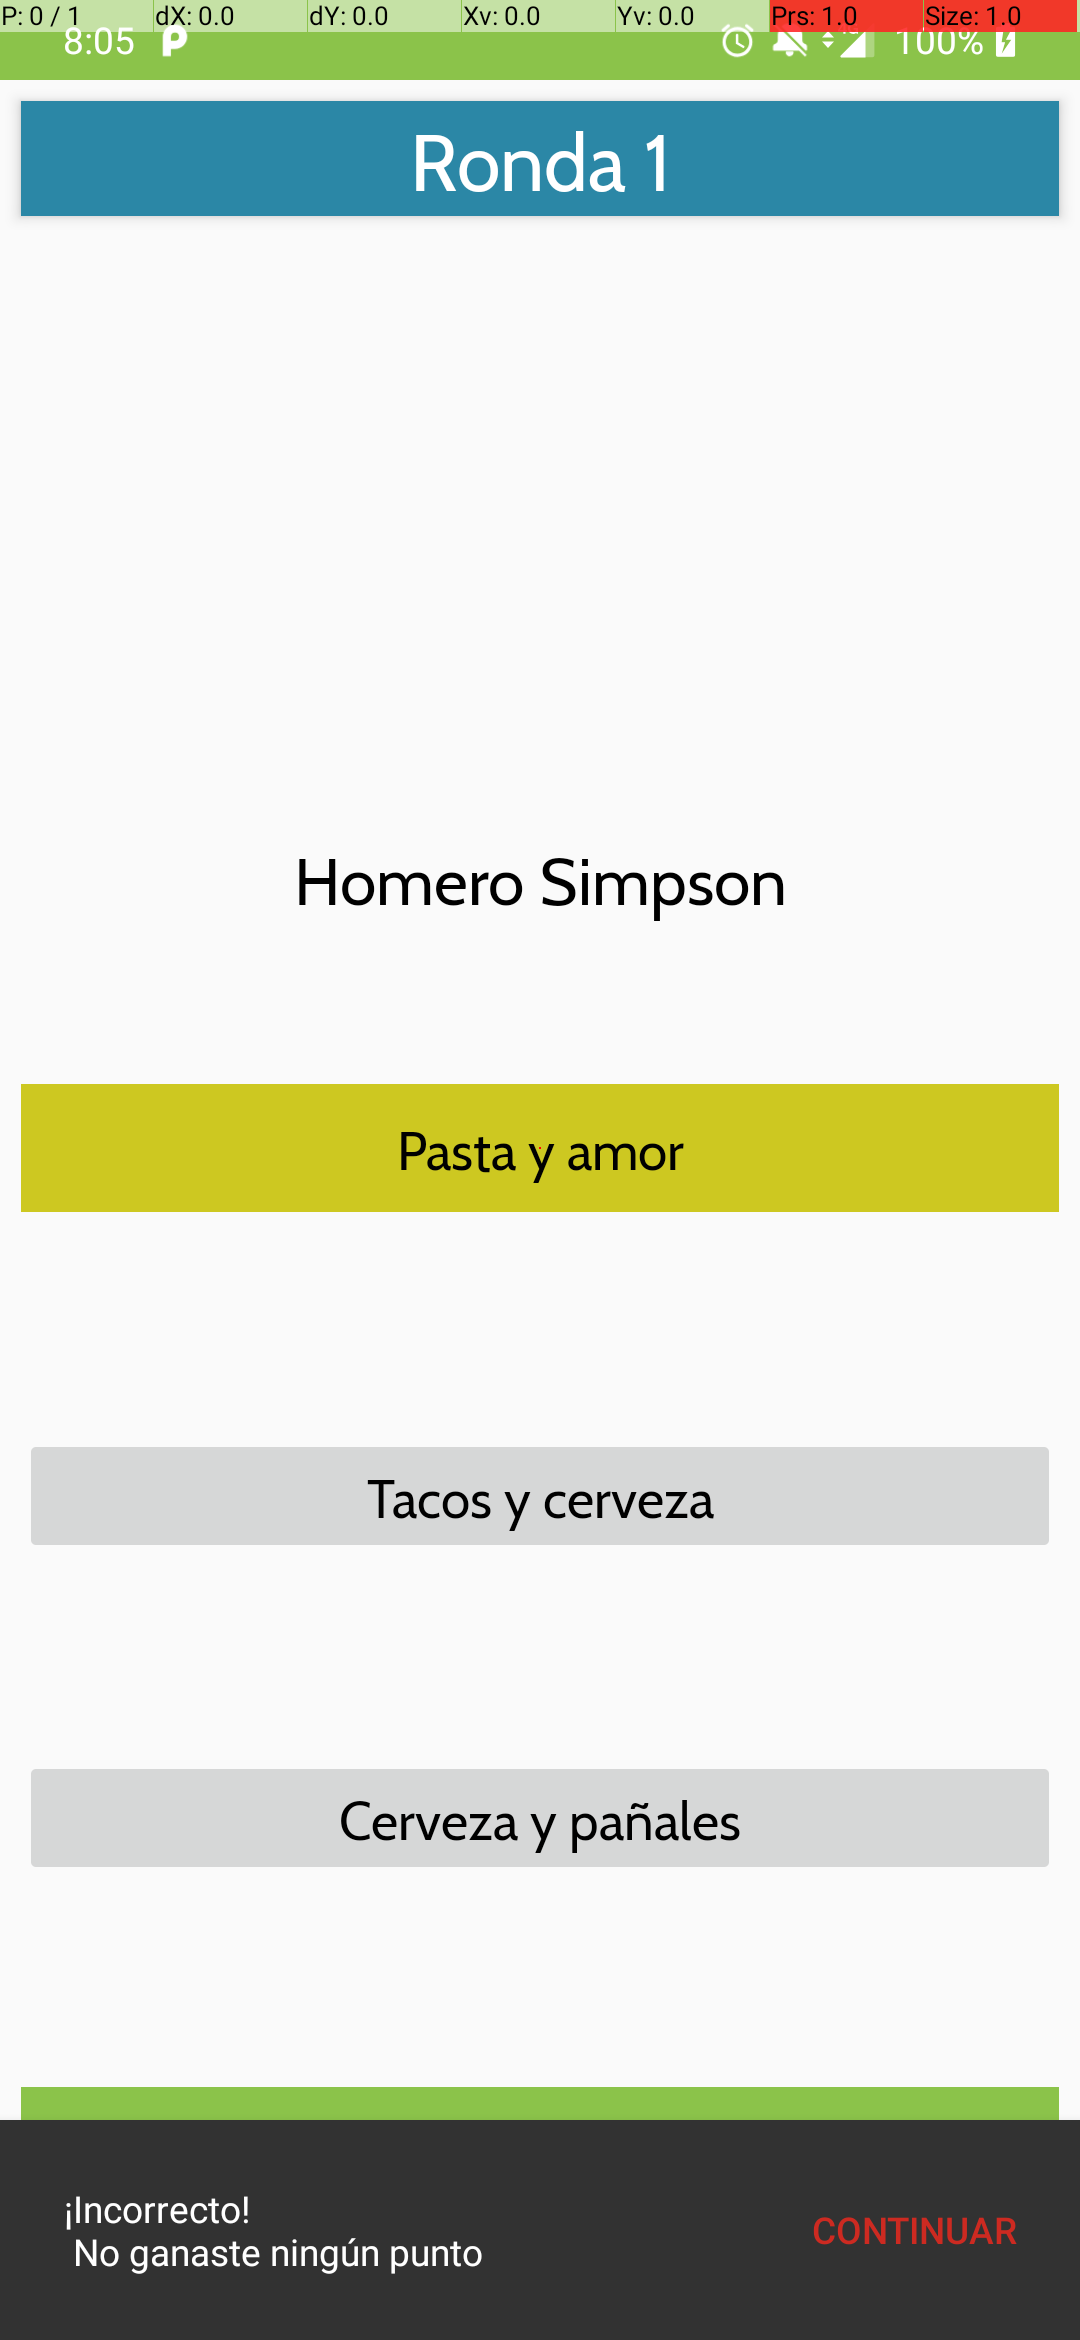 P: 0 / 1 dX: 0.0 dY: 0.0 Xv: 0.0 Yv: 0.0 Prs: 1.0 Size: 1.0
8:05 100%
Ronda 1
Homero Simpson
Pasta y amor
Tacos y cerveza
Cerveza y pañales
¡Incorrecto!
No ganaste ningún punto
CONTINUAR